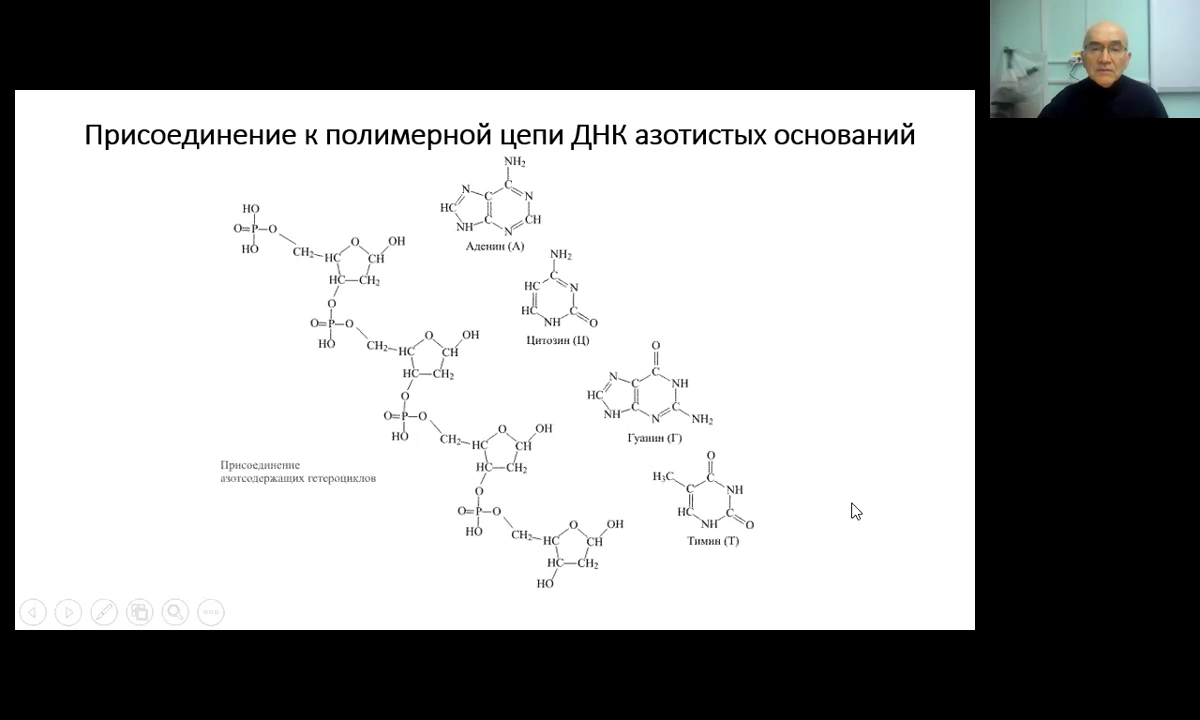 Присоединение к полимерной цепи ДНК азотистых оснований
NH₂
C
N
C
N
HC
C
CH
NH
N
Аденин (А)
HO
O=P—O
HO
CH₂—HC
O
CH
OH
HC—CH₂
O
NH₂
C
HC
N
HC
C
NH
O
Цитозин (Ц)
O=P—O
HO
CH₂—HC
O
CH
OH
HC—CH₂
O
O
C
N
C
NH
HC
C
C
NH
N
NH₂
Гуанин (Г)
O=P—O
HO
CH₂—HC
O
CH
OH
HC—CH₂
O
Присоединение
азотсодержащих гетероциклов
O
H₃C
C
C
NH
HC
C
NH
O
Тимин (Т)
O=P—O
HO
CH₂—HC
O
CH
OH
HC—CH₂
HO